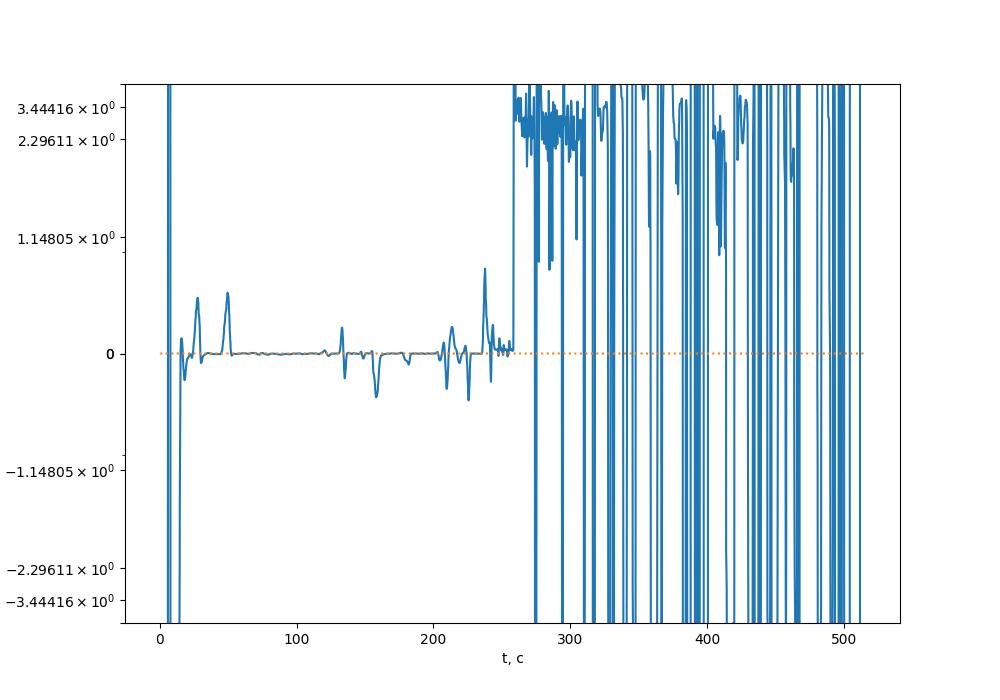 3.44416 × 10⁰
2.29611 × 10⁰
1.14805 × 10⁰
0
−1.14805 × 10⁰
−2.29611 × 10⁰
−3.44416 × 10⁰
0 100 200 300 400 500
t, с